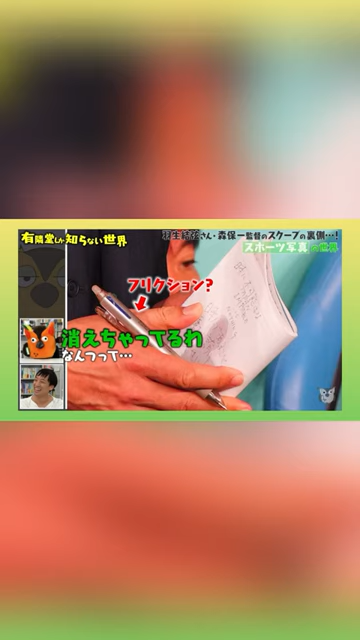 有隣堂しか知らない世界
羽生結弦さん・森保一監督のスクープの裏側…!
スポーツ写真の世界
フリクション?
消えちゃってるわ
なんつって…